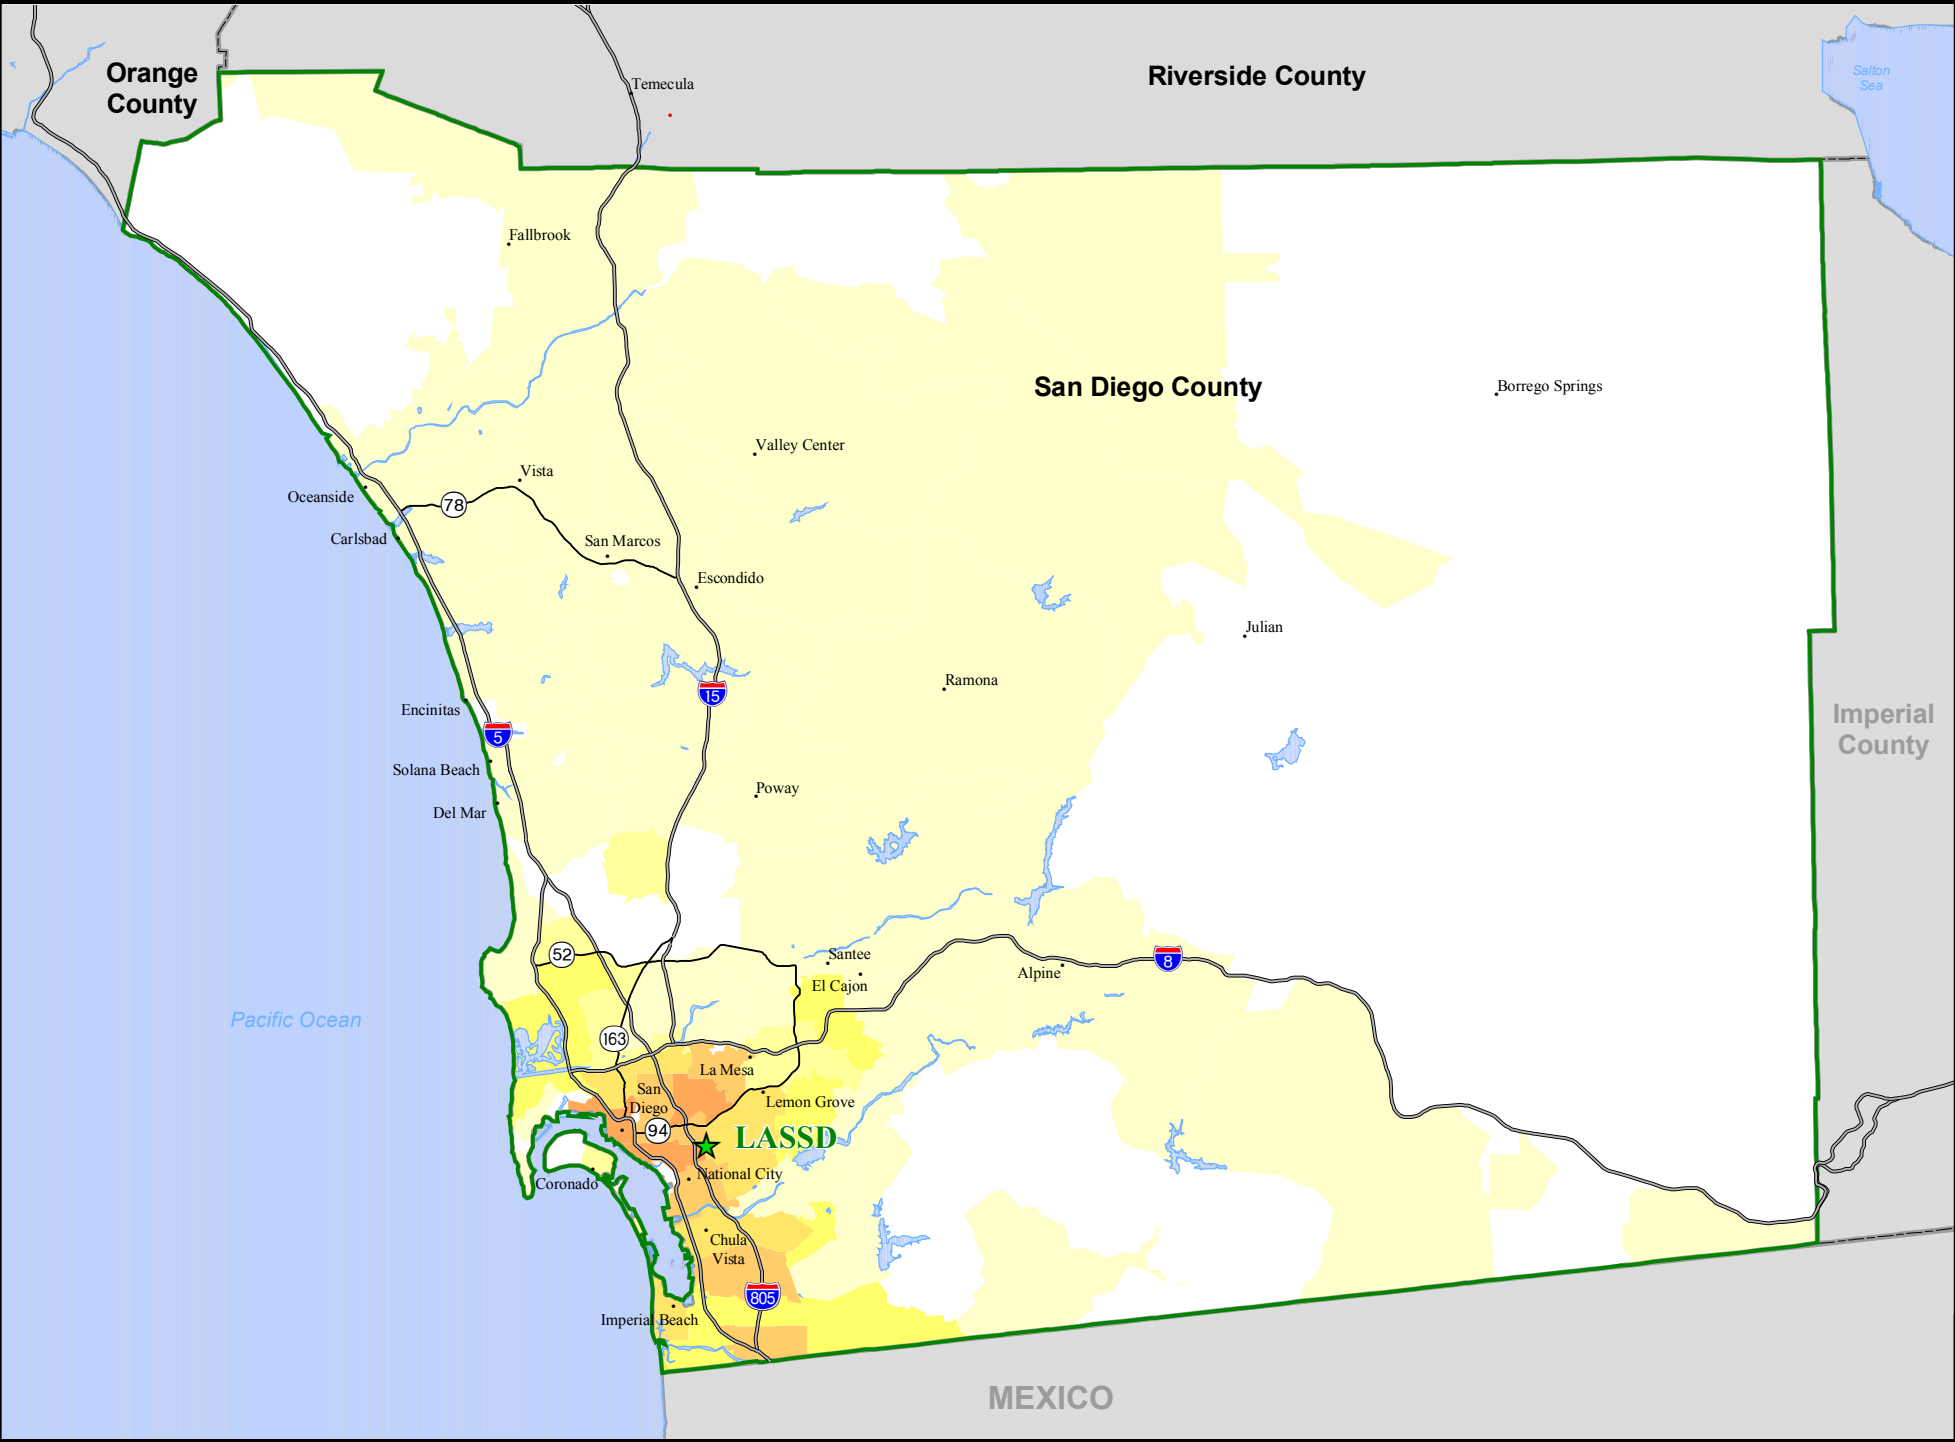 Orange
County
Temecula
Riverside County
Salton
Sea
Fallbrook
San Diego County
Borrego Springs
Valley Center
Vista
Oceanside
78
Carlsbad
San Marcos
Escondido
Julian
Ramona
15
Encinitas
5
Imperial
County
Solana Beach
Poway
Del Mar
52
Santee
El Cajon
Alpine
8
Pacific Ocean
163
La Mesa
San
Diego
Lemon Grove
94
LASSD
National City
Coronado
Chula
Vista
805
Imperial Beach
MEXICO